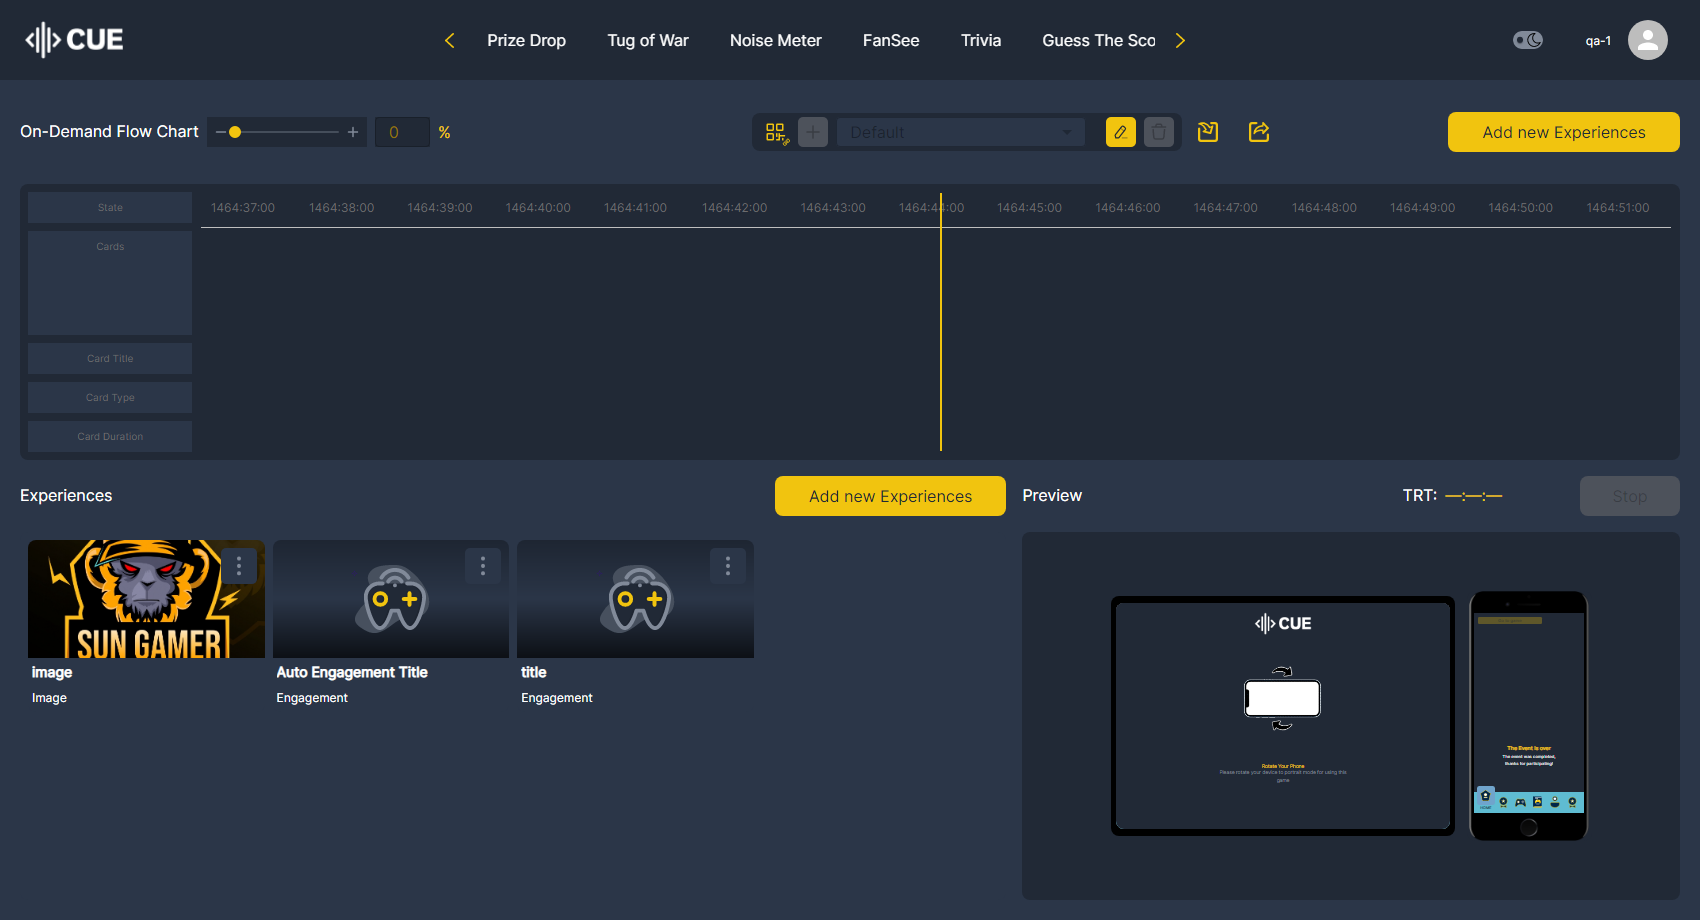 CUE
Prize Drop
Tug of War
Noise Meter
FanSee
Trivia
Guess The Sco
qa-1
On-Demand Flow Chart
0
%
Default
Add new Experiences
State
1464:37:00
1464:38:00
1464:39:00
1464:40:00
1464:41:00
1464:42:00
1464:43:00
1464:44:00
1464:45:00
1464:46:00
1464:47:00
1464:48:00
1464:49:00
1464:50:00
1464:51:00
Cards
Card Title
Card Type
Card Duration
Experiences
Add new Experiences
Preview
TRT: —:—:—
Stop
SUN GAMER
image
Image
Auto Engagement Title
Engagement
title
Engagement
CUE
Rotate Your Phone
Please rotate your device to portrait mode for using this
game
The Event is over
The event was completed,
thanks for participating!
HOME